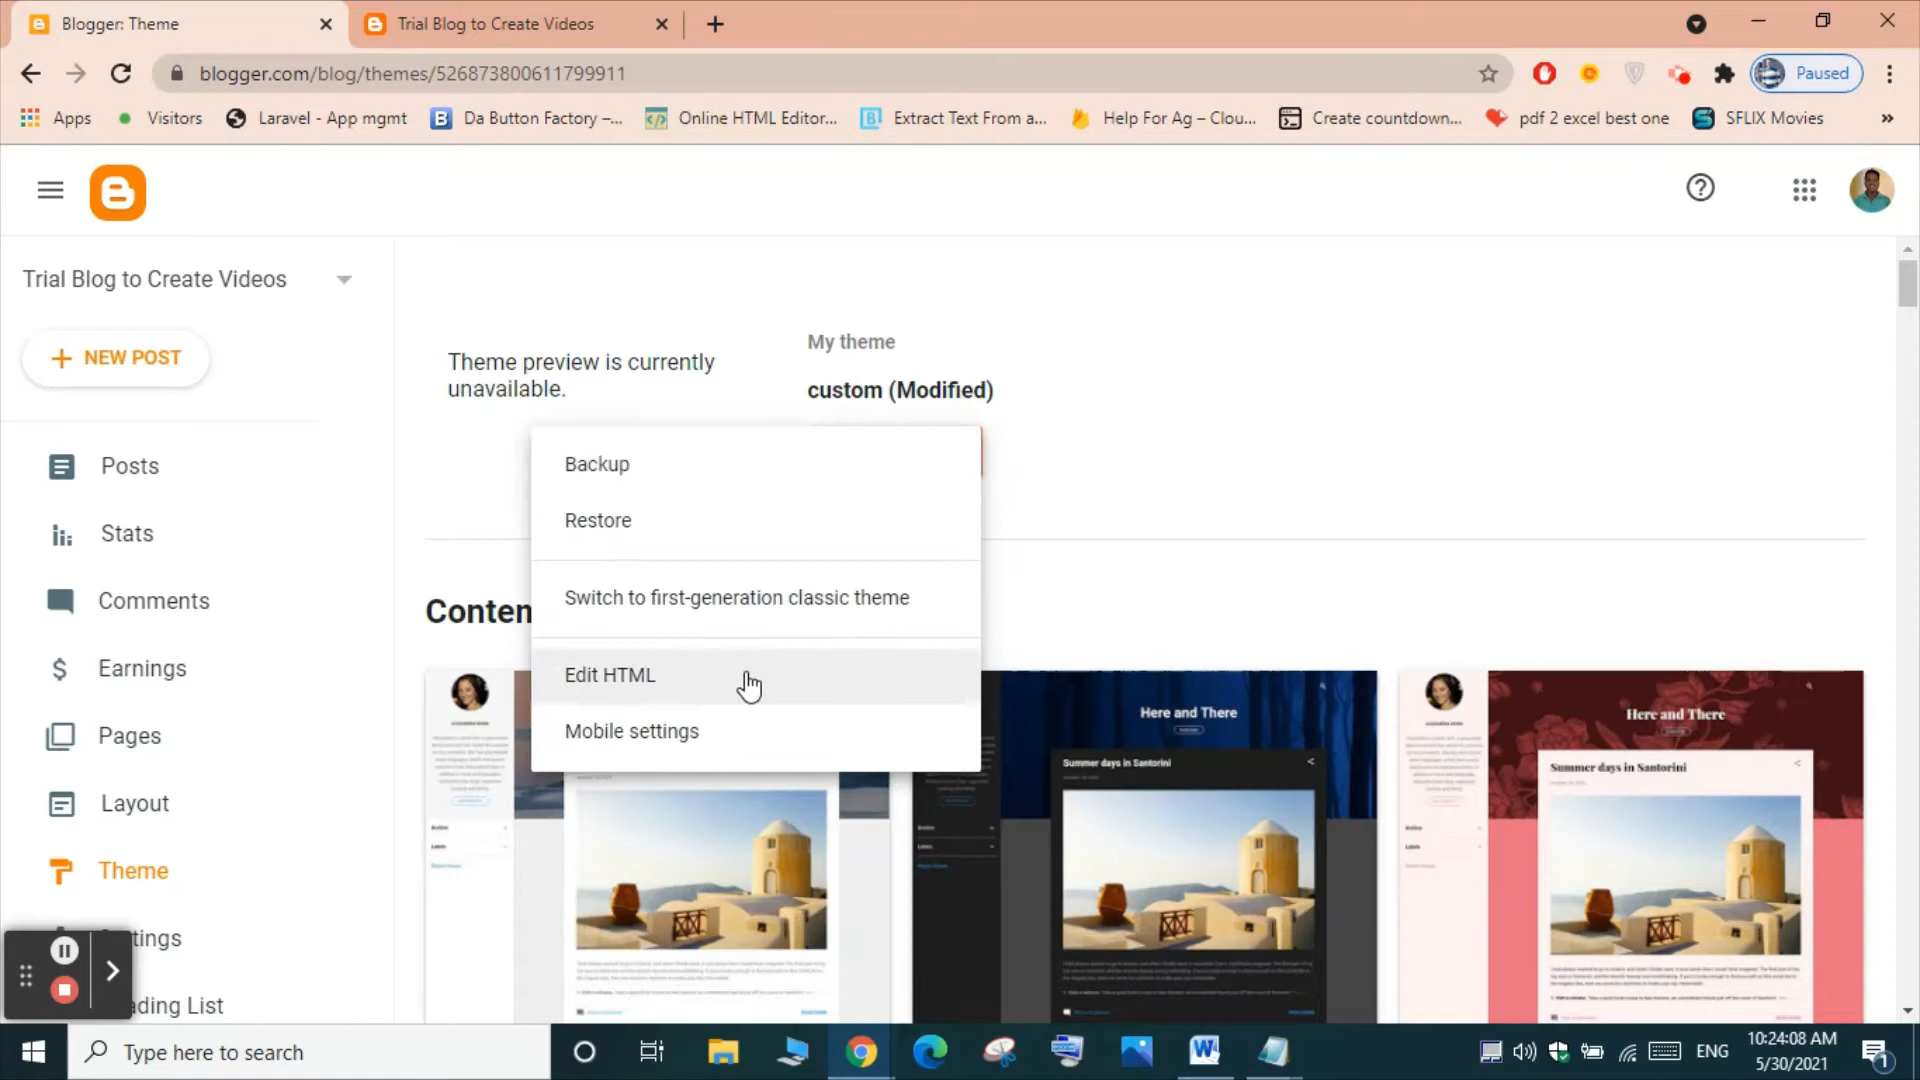 Blogger: Theme
Trial Blog to Create Videos
blogger.com/blog/themes/526873800611799911
Paused
Apps
Visitors
Laravel - App mgmt
Da Button Factory –...
Online HTML Editor...
Extract Text From a...
Help For Ag – Clou...
Create countdown...
pdf 2 excel best one
SFLIX Movies
»
Trial Blog to Create Videos
NEW POST
Posts
Stats
Comments
Earnings
Pages
Layout
Theme
tings
ading List
Theme preview is currently
unavailable.
My theme
custom (Modified)
Backup
Restore
Switch to first-generation classic theme
Edit HTML
Mobile settings
Conten
Here and There
Summer days in Santorini
Here and There
Summer days in Santorini
Type here to search
ENG
10:24:08 AM
5/30/2021
1